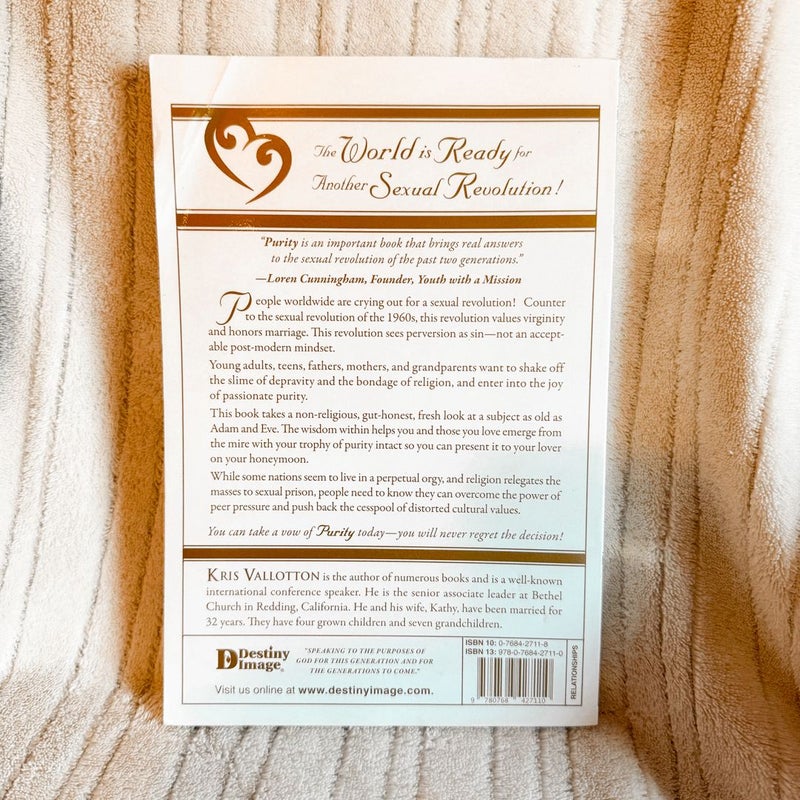 The World is Ready for
Another Sexual Revolution!
"Purity is an important book that brings real answers
to the sexual revolution of the past two generations."
—Loren Cunningham, Founder, Youth with a Mission
People worldwide are crying out for a sexual revolution! Counter
to the sexual revolution of the 1960s, this revolution values virginity
and honors marriage. This revolution sees perversion as sin—not an accept-
able post-modern mindset.
Young adults, teens, fathers, mothers, and grandparents want to shake off
the slime of depravity and the bondage of religion, and enter into the joy
of passionate purity.
This book takes a non-religious, gut-honest, fresh look at a subject as old as
Adam and Eve. The wisdom within helps you and those you love emerge from
the mire with your trophy of purity intact so you can present it to your lover
on your honeymoon.
While some nations seem to live in a perpetual orgy, and religion relegates the
masses to sexual prison, people need to know they can overcome the power of
peer pressure and push back the cesspool of distorted cultural values.
You can take a vow of Purity today—you will never regret the decision!
KRIS VALLOTTON is the author of numerous books and is a well-known
international conference speaker. He is the senior associate leader at Bethel
Church in Redding, California. He and his wife, Kathy, have been married for
32 years. They have four grown children and seven grandchildren.
D Destiny
Image®
"SPEAKING TO THE PURPOSES OF
GOD FOR THIS GENERATION AND FOR
THE GENERATIONS TO COME."
Visit us online at www.destinyimage.com.
ISBN 10: 0-7684-2711-8
ISBN 13: 978-0-7684-2711-0
9 780768 427110
RELATIONSHIPS